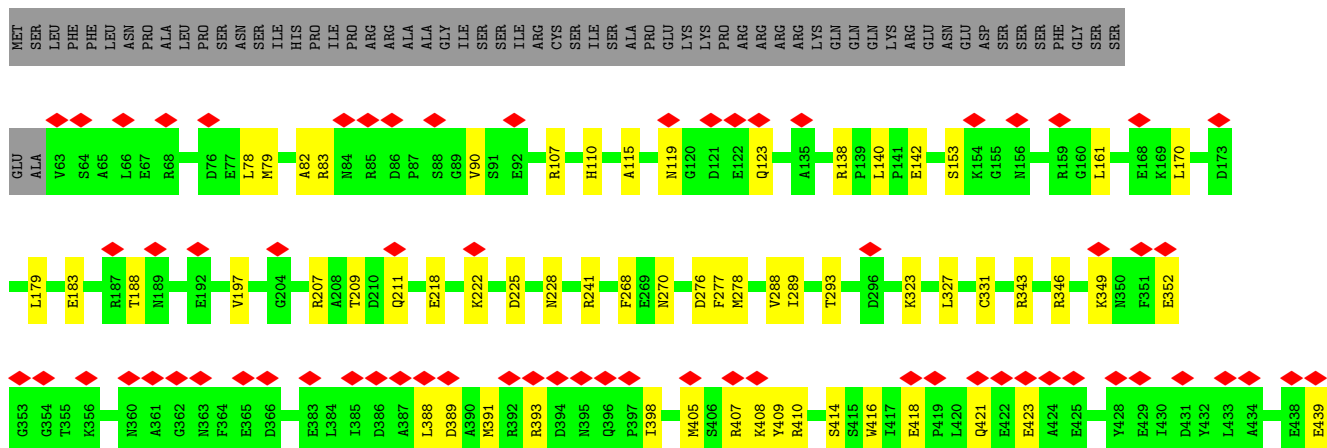 MET SER LEU PHE PHE LEU ASN PRO ALA LEU PRO SER ASN SER ILE HIS PRO ILE PRO ARG ARG ALA ALA GLY ILE SER SER ILE ARG CYS SER ILE SER ALA PRO GLU LYS LYS PRO ARG ARG ARG ARG LYS GLN GLN GLN LYS ARG GLU ASN GLU ASP SER SER SER PHE GLY SER SER
GLU ALA V63 S64 A65 L66 E67 R68 D76 E77 L78 M79 A82 R83 N84 R85 D86 P87 S88 G89 V90 S91 E92 R107 H110 A115 N119 G120 D121 E122 Q123 A135 R138 P139 L140 P141 E142 S153 K154 G155 N156 R159 G160 L161 E168 K169 L170 D173
L179 E183 R187 T188 N189 E192 V197 G204 R207 A208 T209 D210 Q211 E218 K222 D225 N228 R241 F268 E269 N270 D276 F277 M278 V288 I289 T293 D296 K323 L327 C331 R343 R346 K349 N350 F351 E352
G353 G354 T355 K356 N360 A361 G362 N363 F364 E365 D366 E383 L384 I385 D386 A387 L388 D389 A390 M391 R392 R393 D394 N395 Q396 P397 I398 M405 S406 R407 K408 Y409 R410 S414 S415 W416 I417 E418 P419 L420 Q421 E422 E423 A424 E425 Y428 E429 I430 D431 Y432 L433 A434 E438 E439